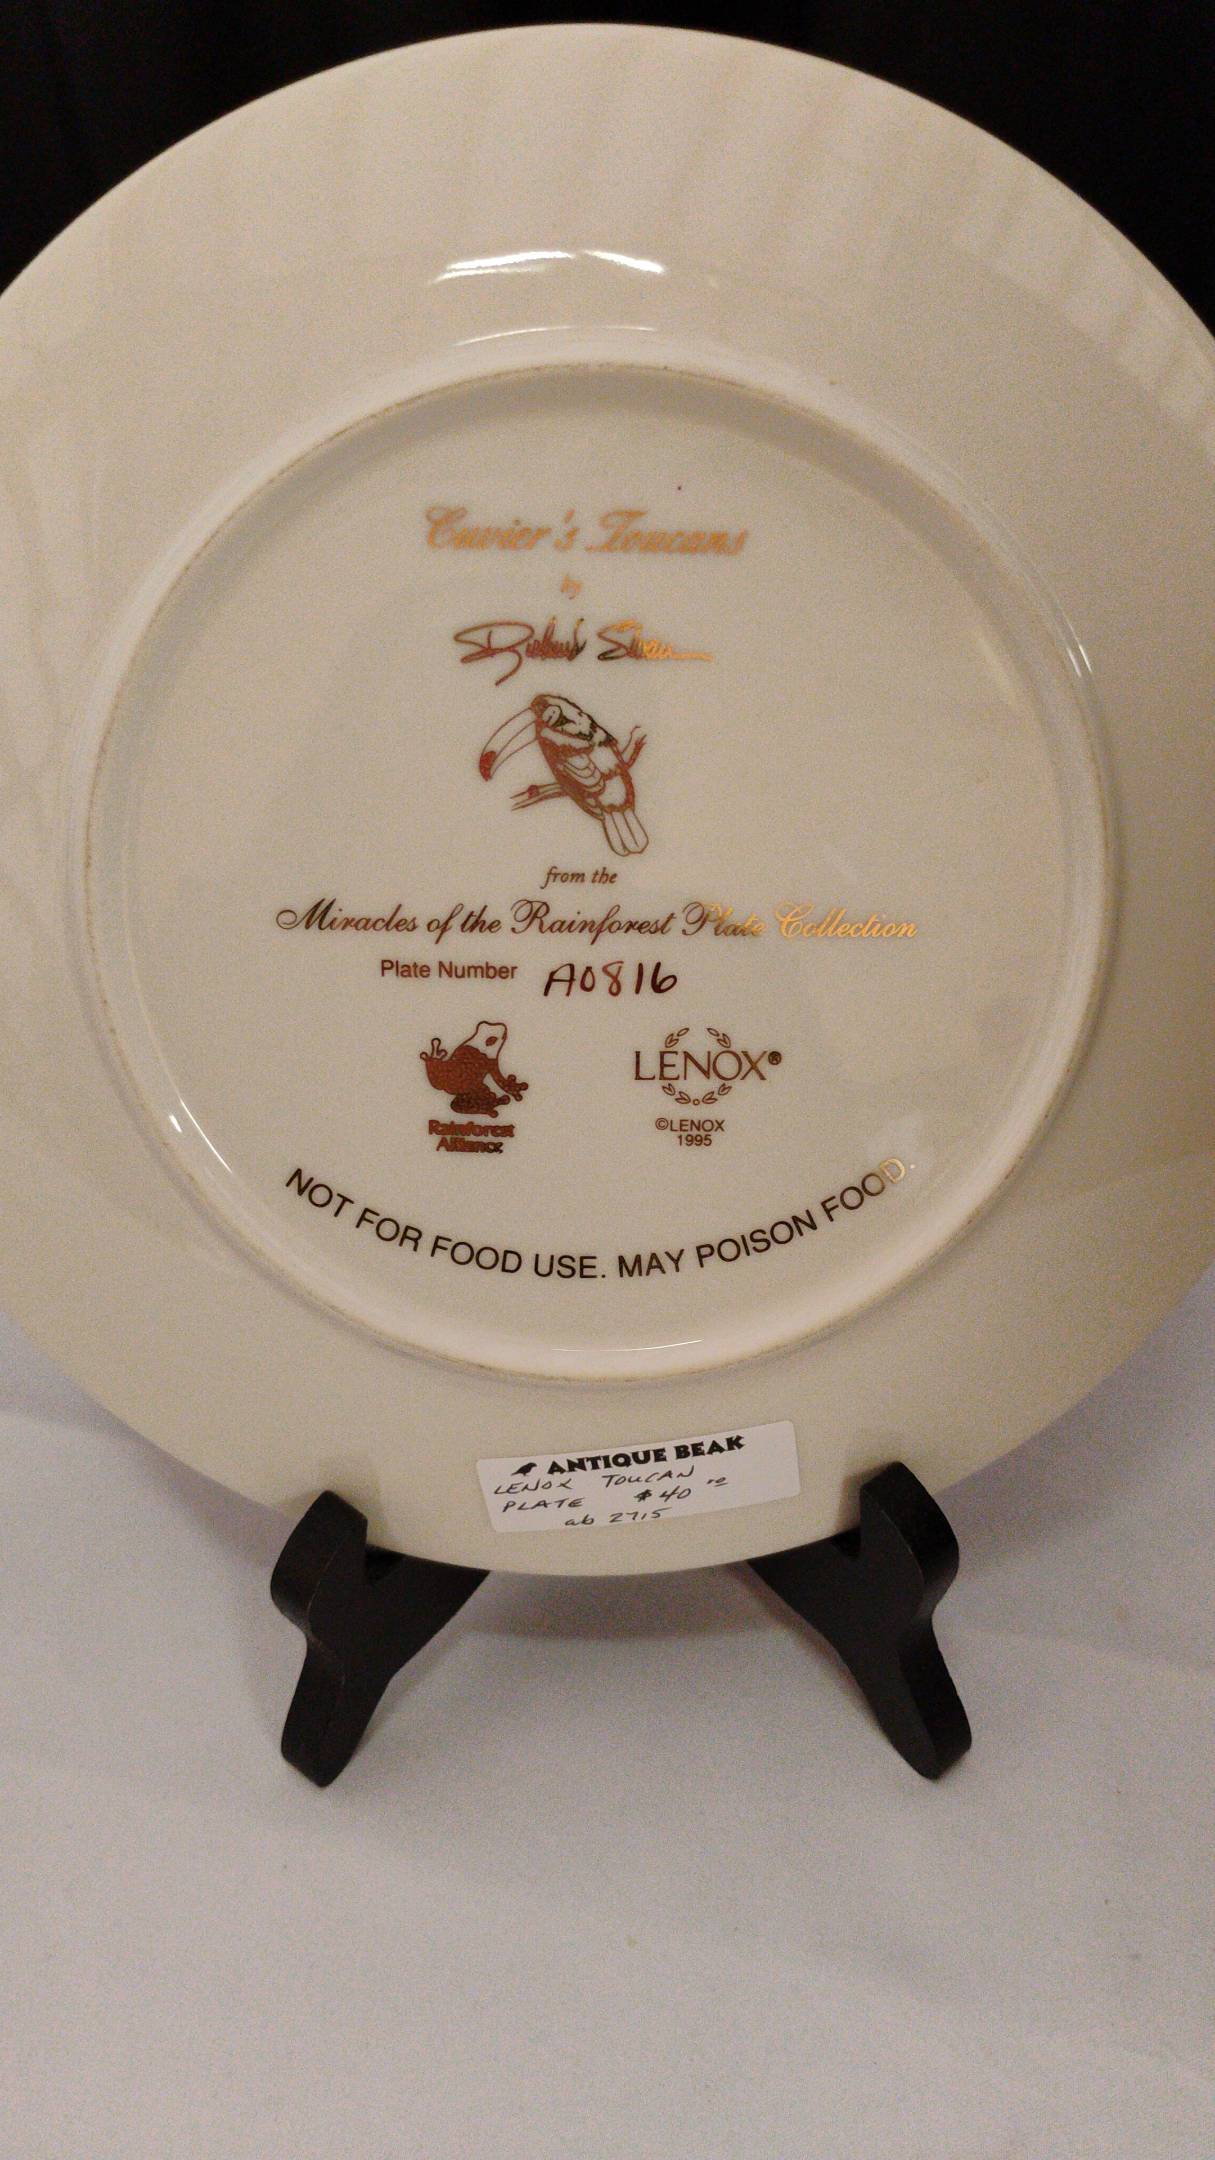 Cuvier's Toucans
by
from the
Miracles of the Rainforest Plate Collection
Plate Number A0816
Rainforest
Alliance
LENOX®
©LENOX
1995
NOT FOR FOOD USE. MAY POISON FOOD.
ANTIQUE BEAK
LENOX TOUCAN
PLATE $40 00
ab 2715